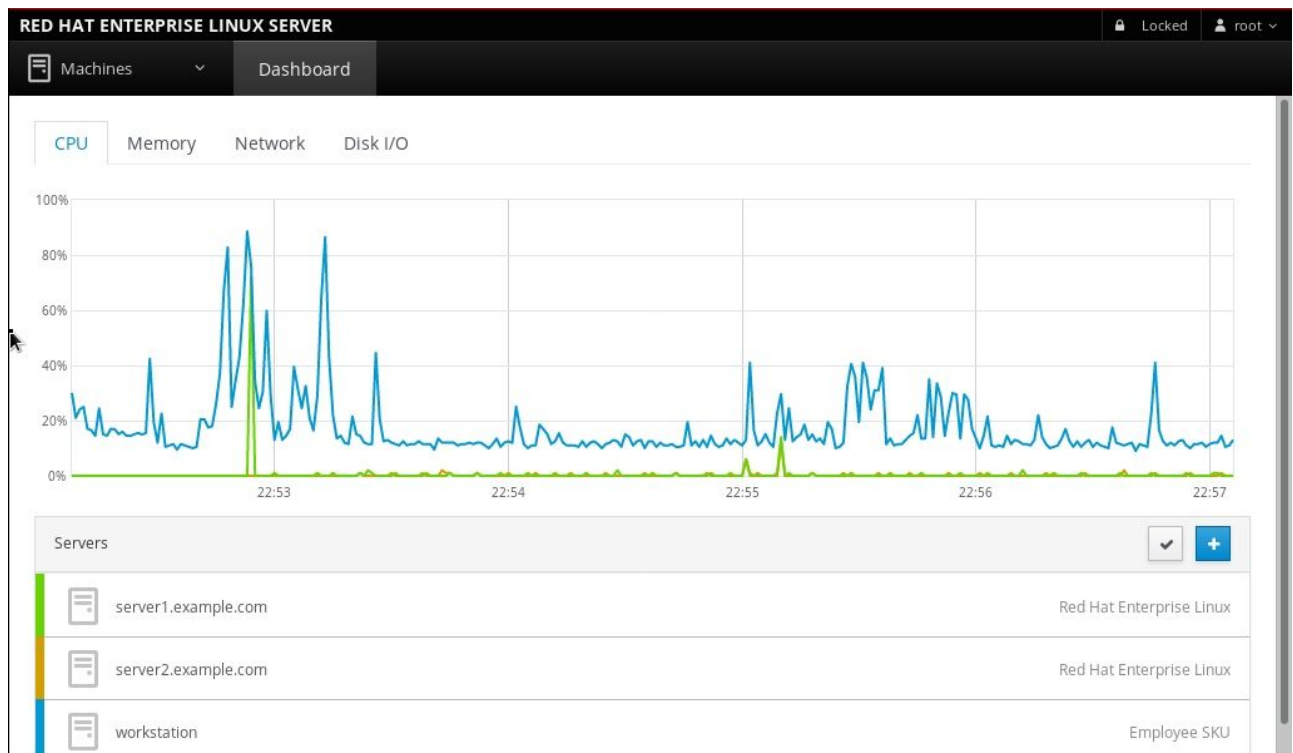 RED HAT ENTERPRISE LINUX SERVER Locked root
Machines Dashboard
CPU Memory Network Disk I/O
100%
80%
60%
40%
20%
0%
22:53 22:54 22:55 22:56 22:57
Servers
server1.example.com Red Hat Enterprise Linux
server2.example.com Red Hat Enterprise Linux
workstation Employee SKU